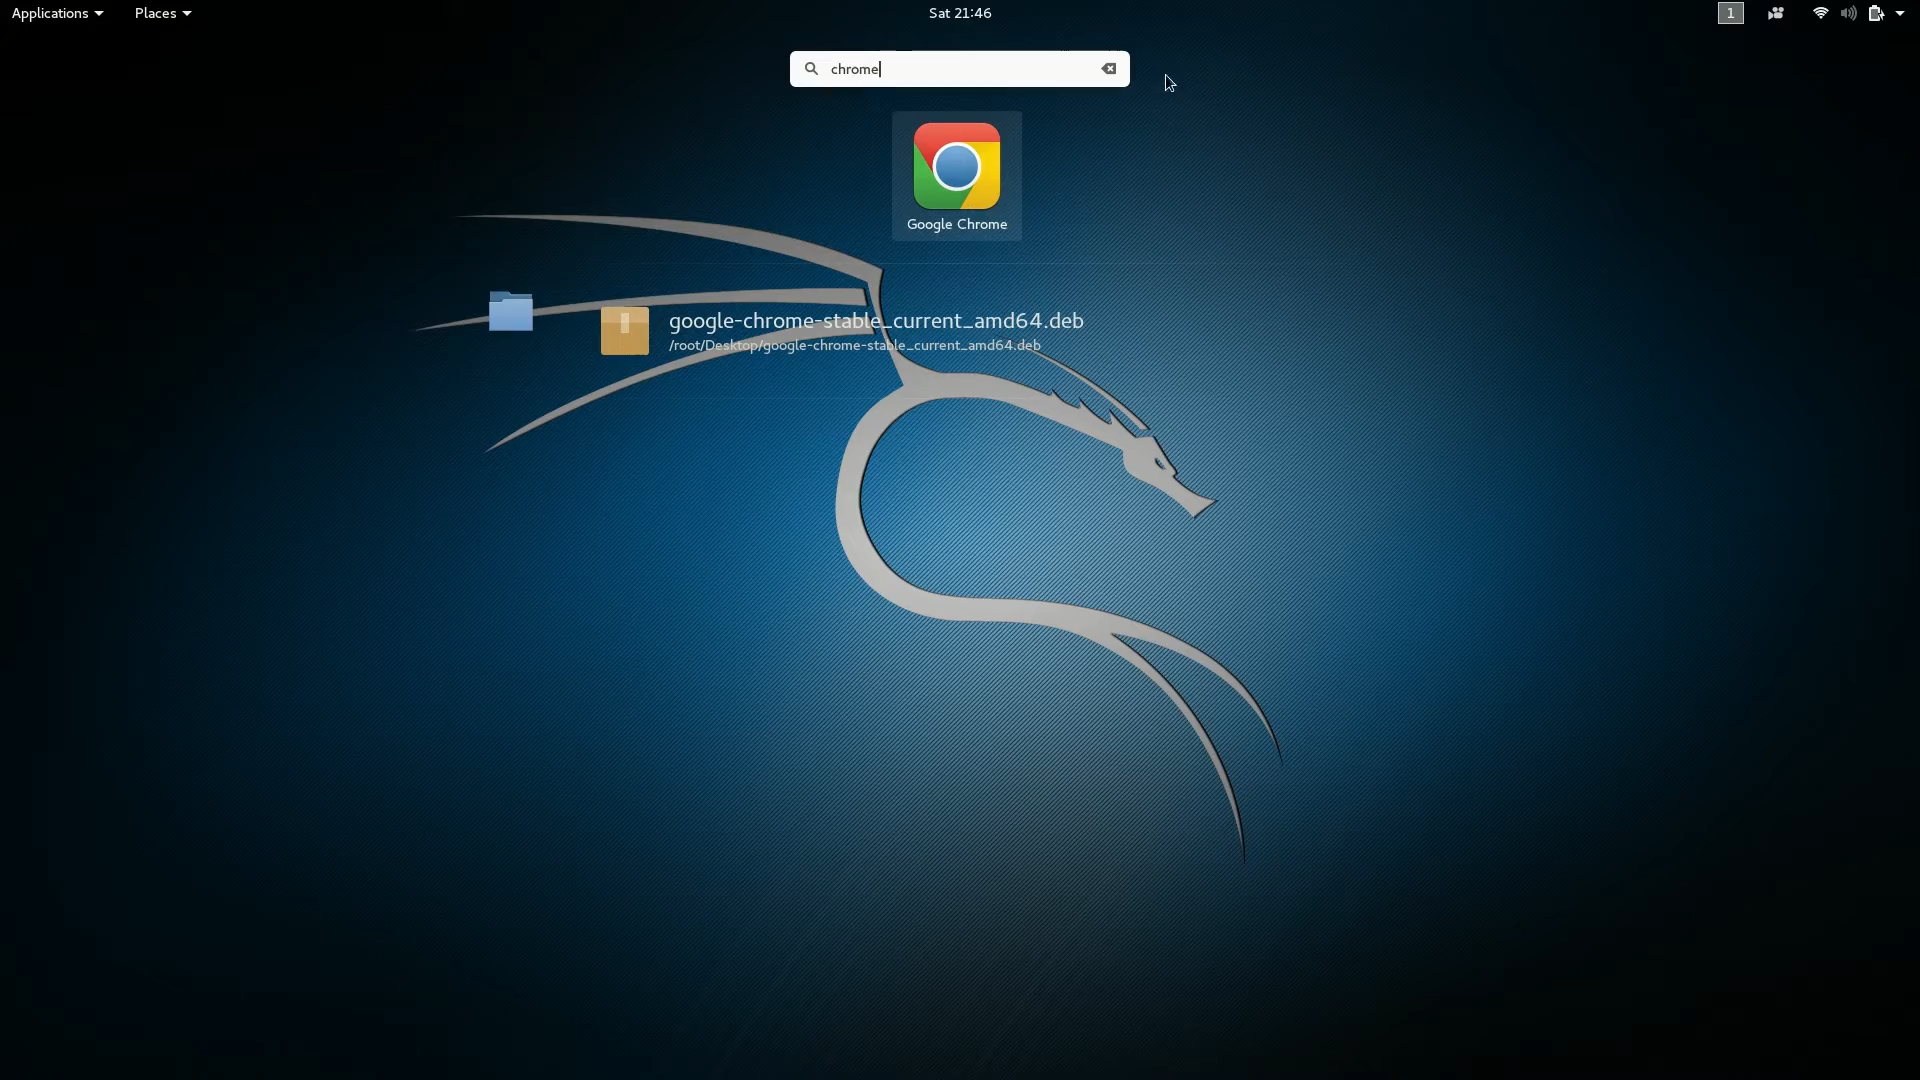 Applications Places Sat 21:46 1
chrome
Google Chrome
google-chrome-stable_current_amd64.deb
/root/Desktop/google-chrome-stable_current_amd64.deb